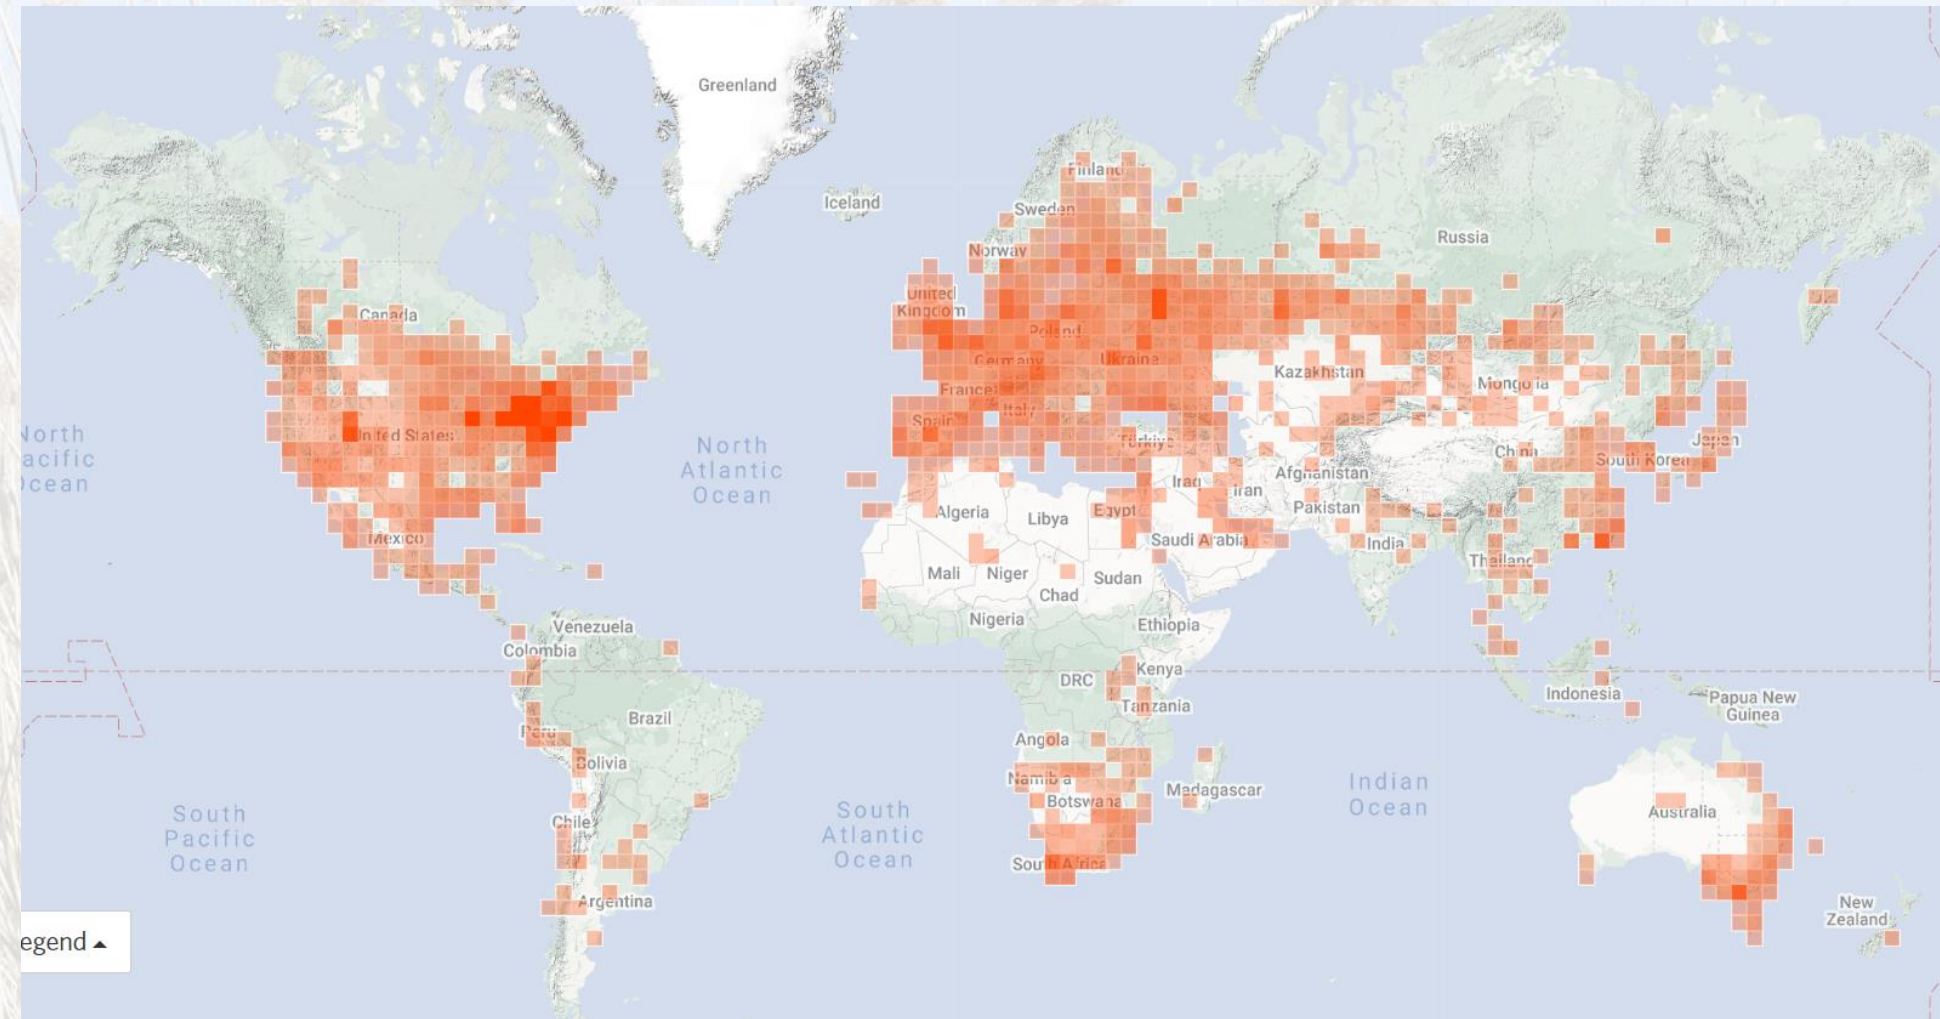 Greenland
Finland
Iceland
Sweden
Russia
Norway
United
Kingdom
Canada
Poland
Germany
Ukraine
Kazakhstan
Mongolia
France
Italy
Spain
United States
North
Atlantic
Ocean
North
acific
Ocean
Türkiye
Japan
China
South Korea
Afghanistan
Iraq
Iran
Pakistan
Algeria
Libya
Egypt
Saudi Arabia
India
Mexico
Thailand
Mali
Niger
Sudan
Chad
Nigeria
Ethiopia
Venezuela
Colombia
Kenya
DRC
Tanzania
Indonesia
Papua New
Guinea
Brazil
Peru
Angola
Bolivia
Namibia
Botswana
Madagascar
Indian
Ocean
South
Pacific
Ocean
South
Atlantic
Ocean
Chile
Australia
South Africa
Argentina
New
Zealand
egend